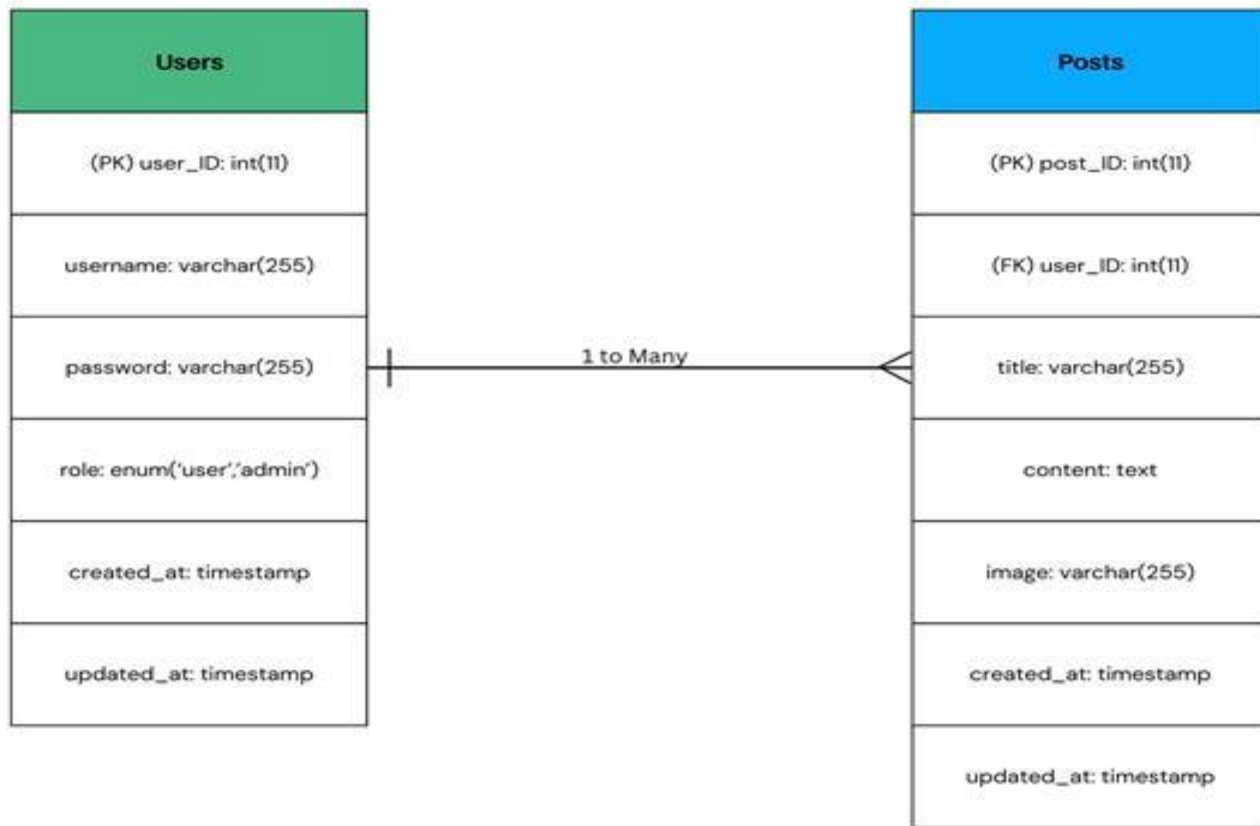 Users
(PK) user_ID: int(11)
username: varchar(255)
password: varchar(255)
role: enum('user','admin')
created_at: timestamp
updated_at: timestamp
1 to Many
Posts
(PK) post_ID: int(11)
(FK) user_ID: int(11)
title: varchar(255)
content: text
image: varchar(255)
created_at: timestamp
updated_at: timestamp